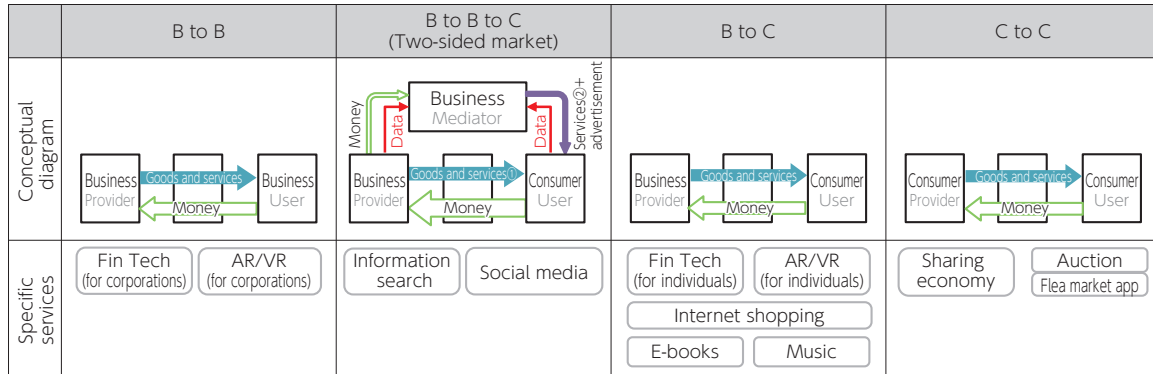 B to B
B to B to C
(Two-sided market)
B to C
C to C
Conceptual
diagram
Business
Provider
Goods and services
Money
Business
User
Money
Data
Business
Mediator
Data
Services②+
advertisement
Business
Provider
Goods and services①
Money
Consumer
User
Business
Provider
Goods and services
Money
Consumer
User
Consumer
Provider
Goods and services
Money
Consumer
User
Specific
services
Fin Tech
(for corporations)
AR/VR
(for corporations)
Information
search
Social media
Fin Tech
(for individuals)
AR/VR
(for individuals)
Internet shopping
E-books
Music
Sharing
economy
Auction
Flea market app